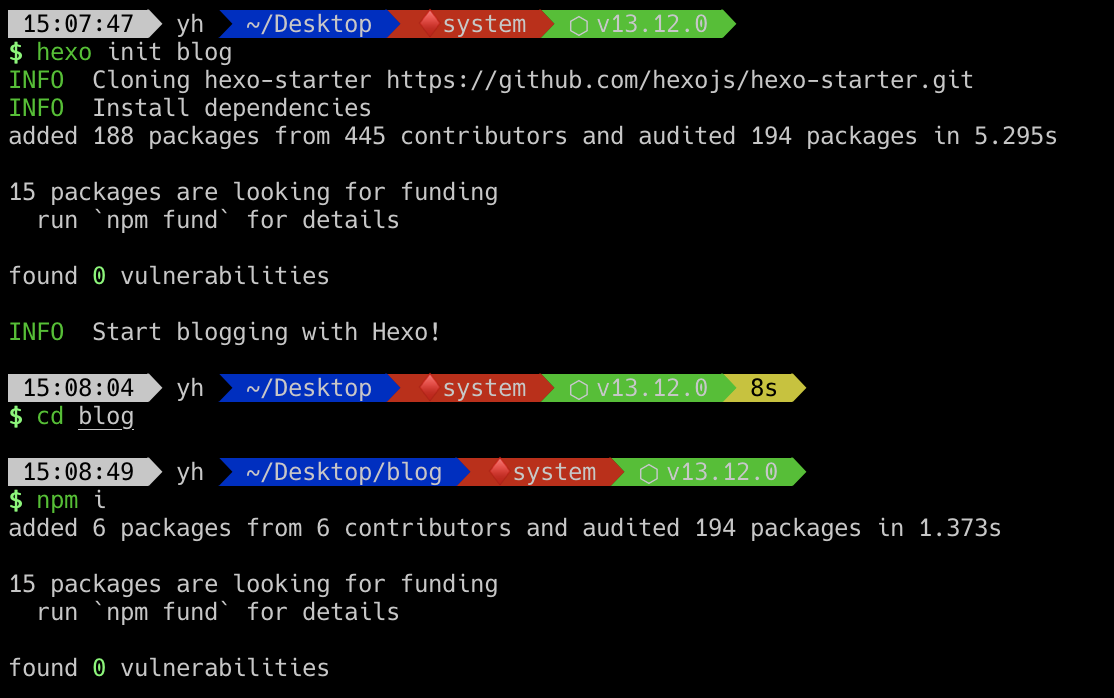 15:07:47 yh ~/Desktop system v13.12.0
$ hexo init blog
INFO  Cloning hexo-starter https://github.com/hexojs/hexo-starter.git
INFO  Install dependencies
added 188 packages from 445 contributors and audited 194 packages in 5.295s
15 packages are looking for funding
  run `npm fund` for details
found 0 vulnerabilities
INFO  Start blogging with Hexo!
15:08:04 yh ~/Desktop system v13.12.0 8s
$ cd blog
15:08:49 yh ~/Desktop/blog system v13.12.0
$ npm i
added 6 packages from 6 contributors and audited 194 packages in 1.373s
15 packages are looking for funding
  run `npm fund` for details
found 0 vulnerabilities